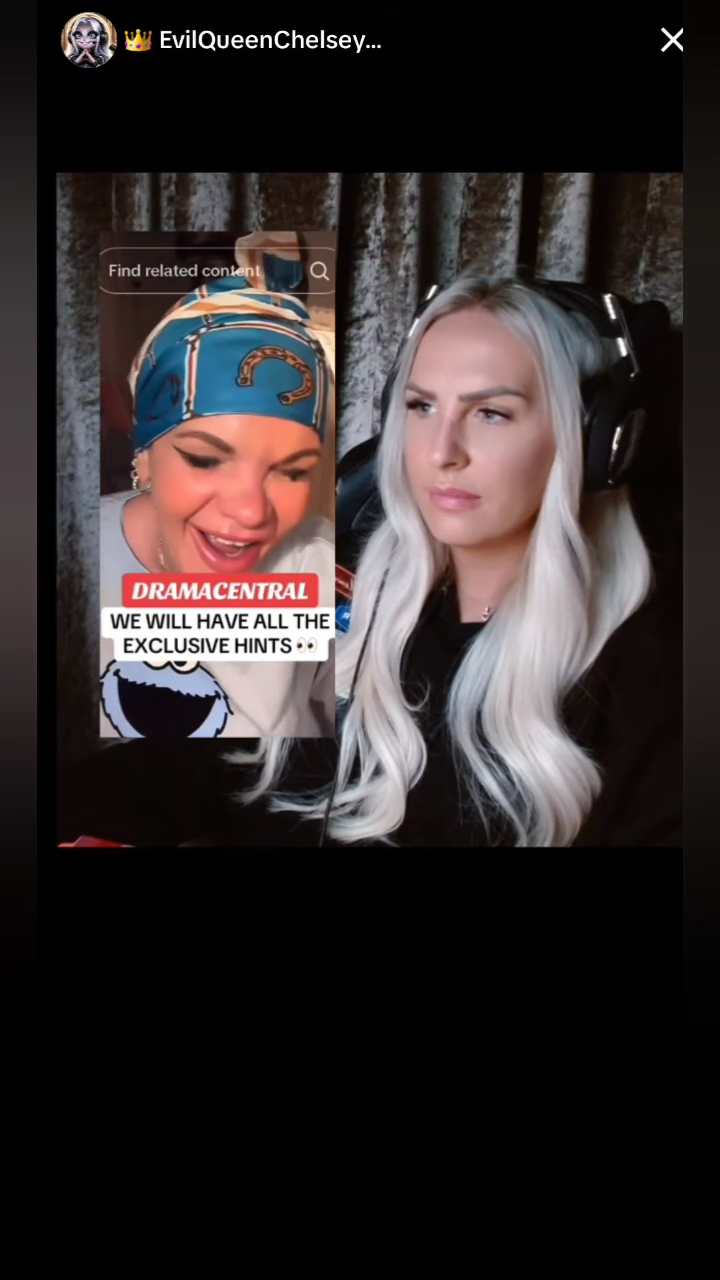 👑 EvilQueenChelsey...
Find related content
DRAMACENTRAL
WE WILL HAVE ALL THE
EXCLUSIVE HINTS 👀